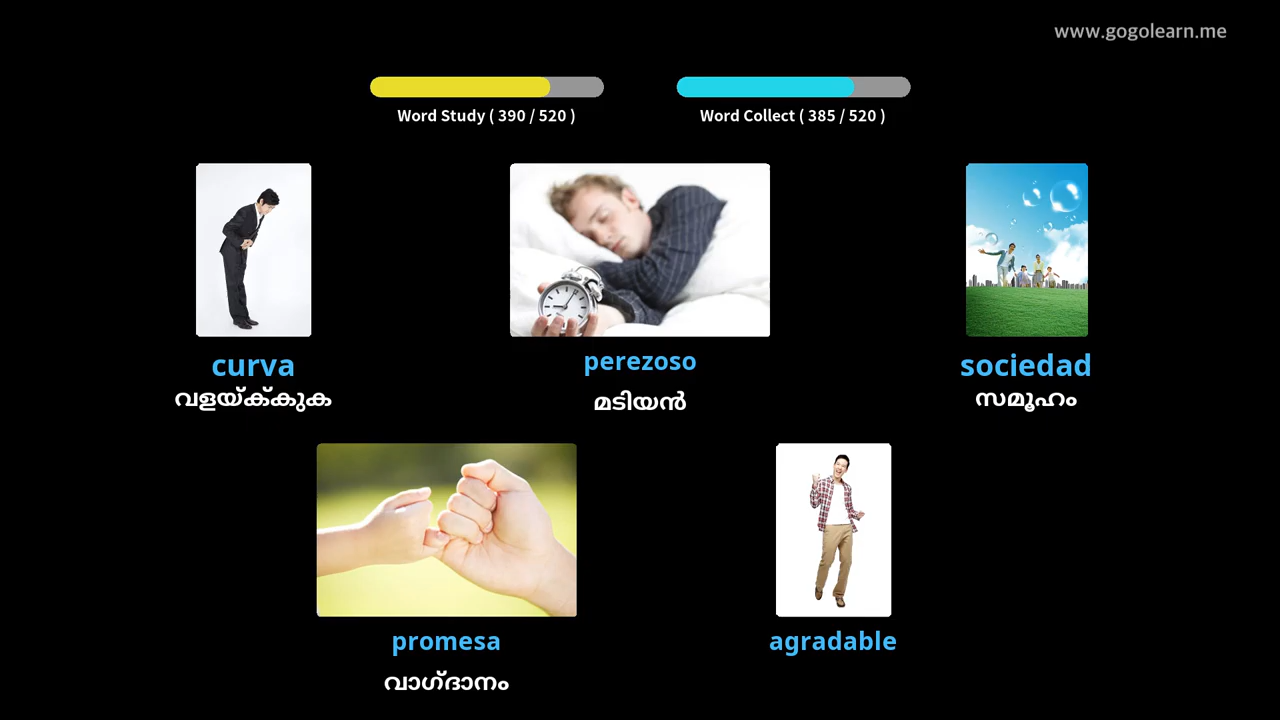 www.gogolearn.me
Word Study ( 390 / 520 )
Word Collect ( 385 / 520 )
curva
വളയ്ക്കുക
perezoso
മടിയൻ
sociedad
സമൂഹം
promesa
വാഗ്ദാനം
agradable